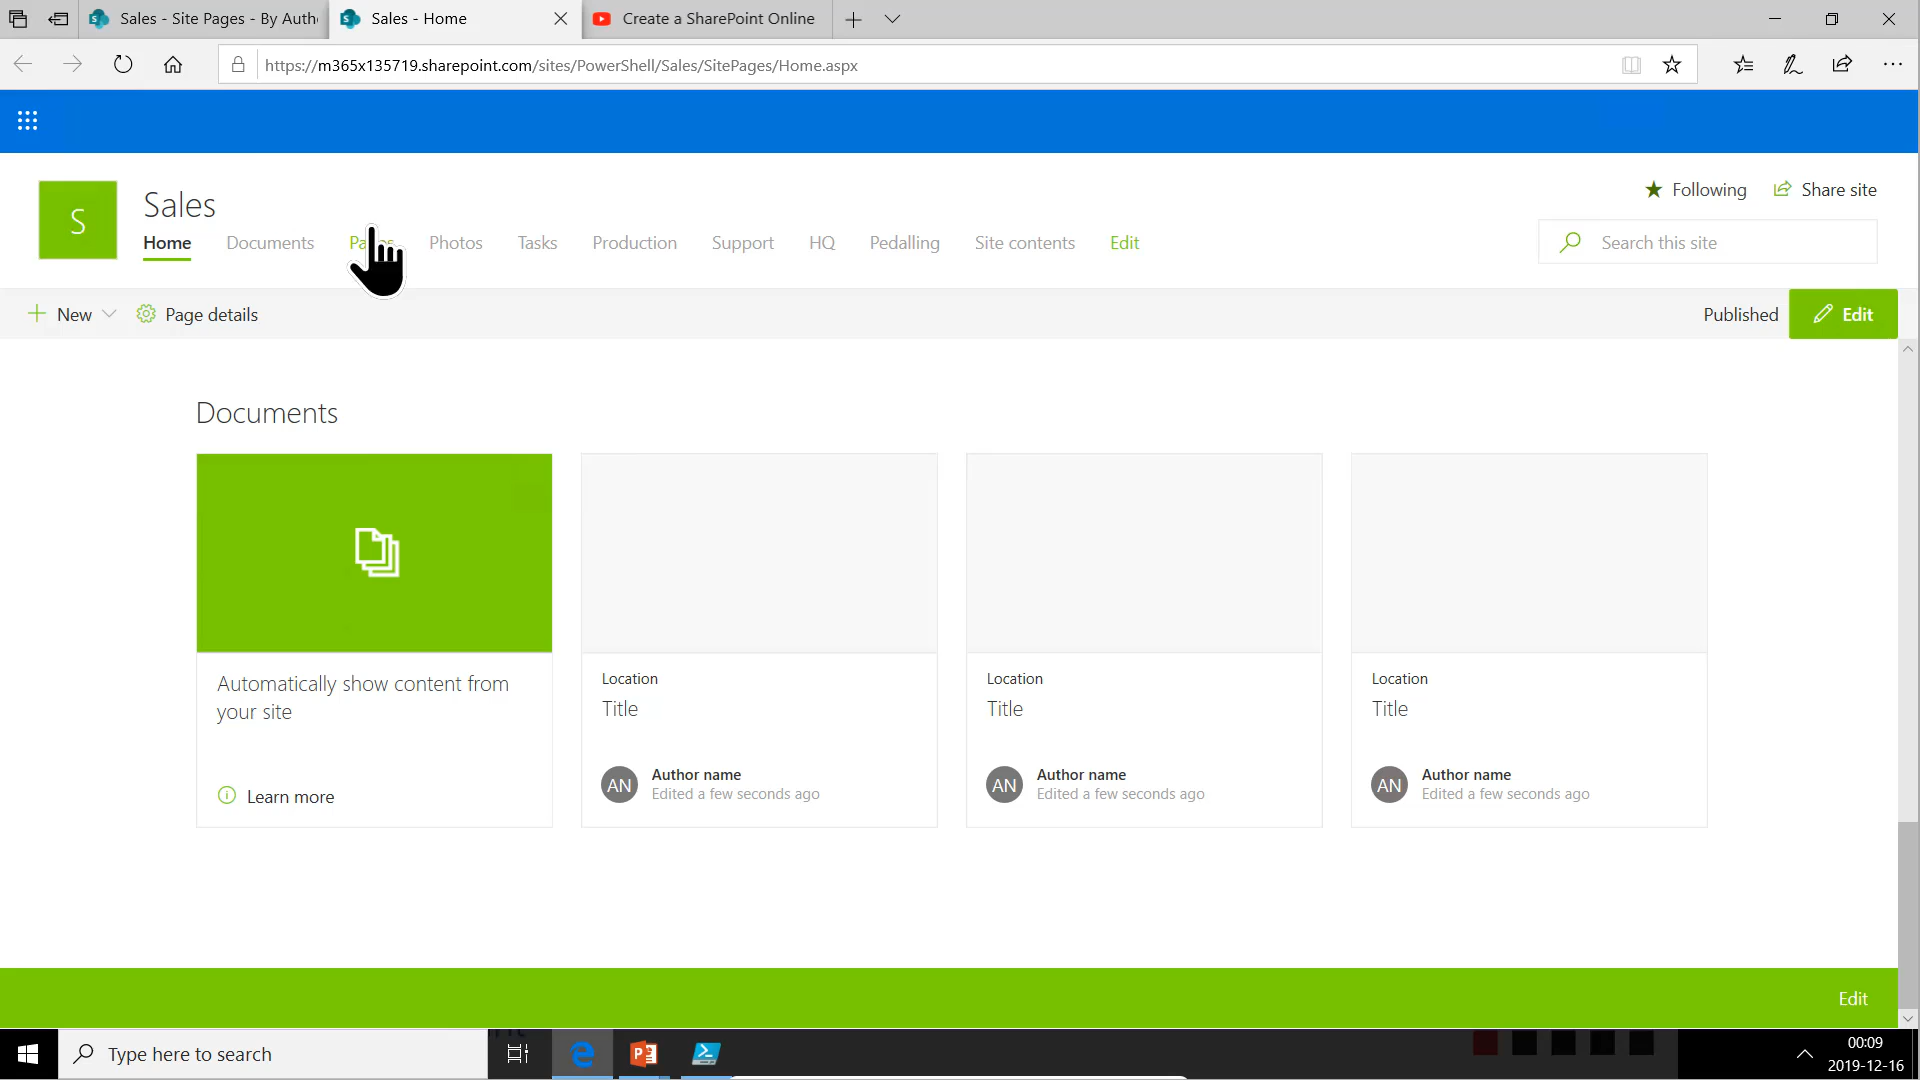 Sales - Site Pages - By Auth
Sales - Home
Create a SharePoint Online
https://m365x135719.sharepoint.com/sites/PowerShell/Sales/SitePages/Home.aspx
S
Sales
Following
Share site
Home
Documents
Photos
Tasks
Production
Support
HQ
Pedalling
Site contents
Edit
Search this site
New
Page details
Published
Edit
Documents
Automatically show content from
your site
Learn more
Location
Title
AN
Author name
Edited a few seconds ago
Location
Title
AN
Author name
Edited a few seconds ago
Location
Title
AN
Author name
Edited a few seconds ago
Edit
Type here to search
00:09
2019-12-16